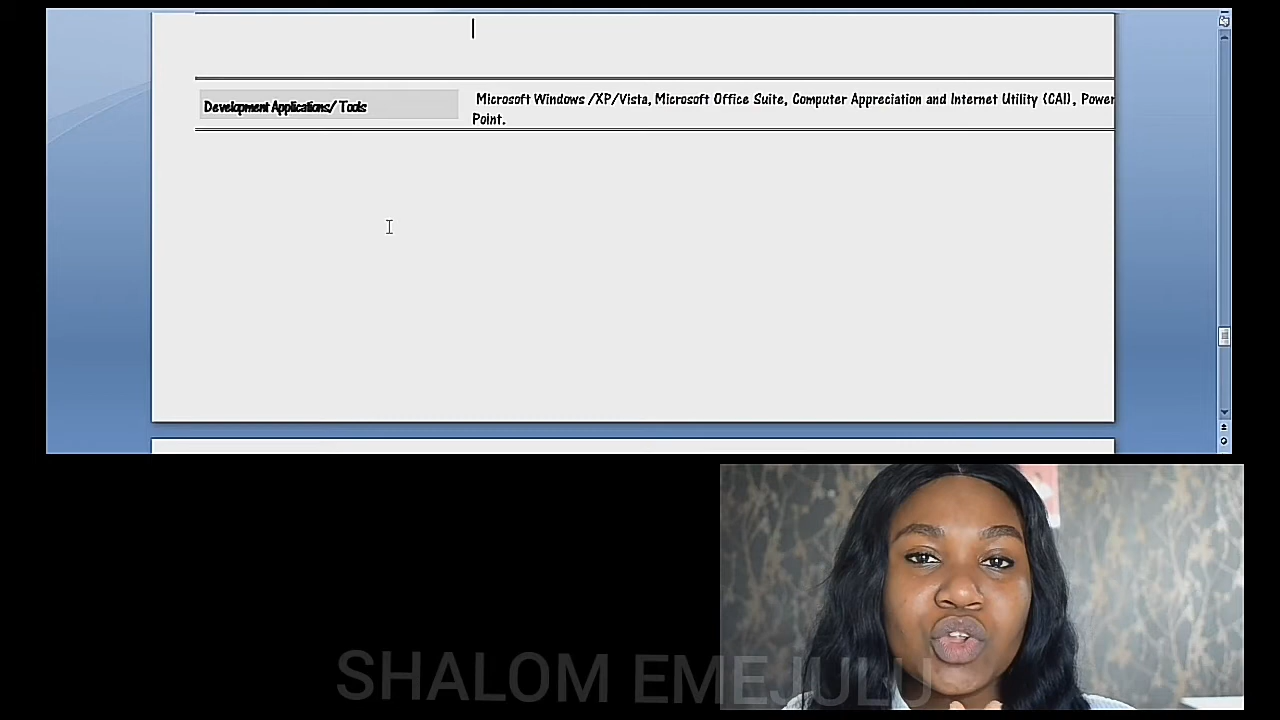 Development Applications/ Tools
Microsoft Windows /XP/Vista, Microsoft Office Suite, Computer Appreciation and Internet Utility (CAI), Power
Point.
SHALOM EMEJULU